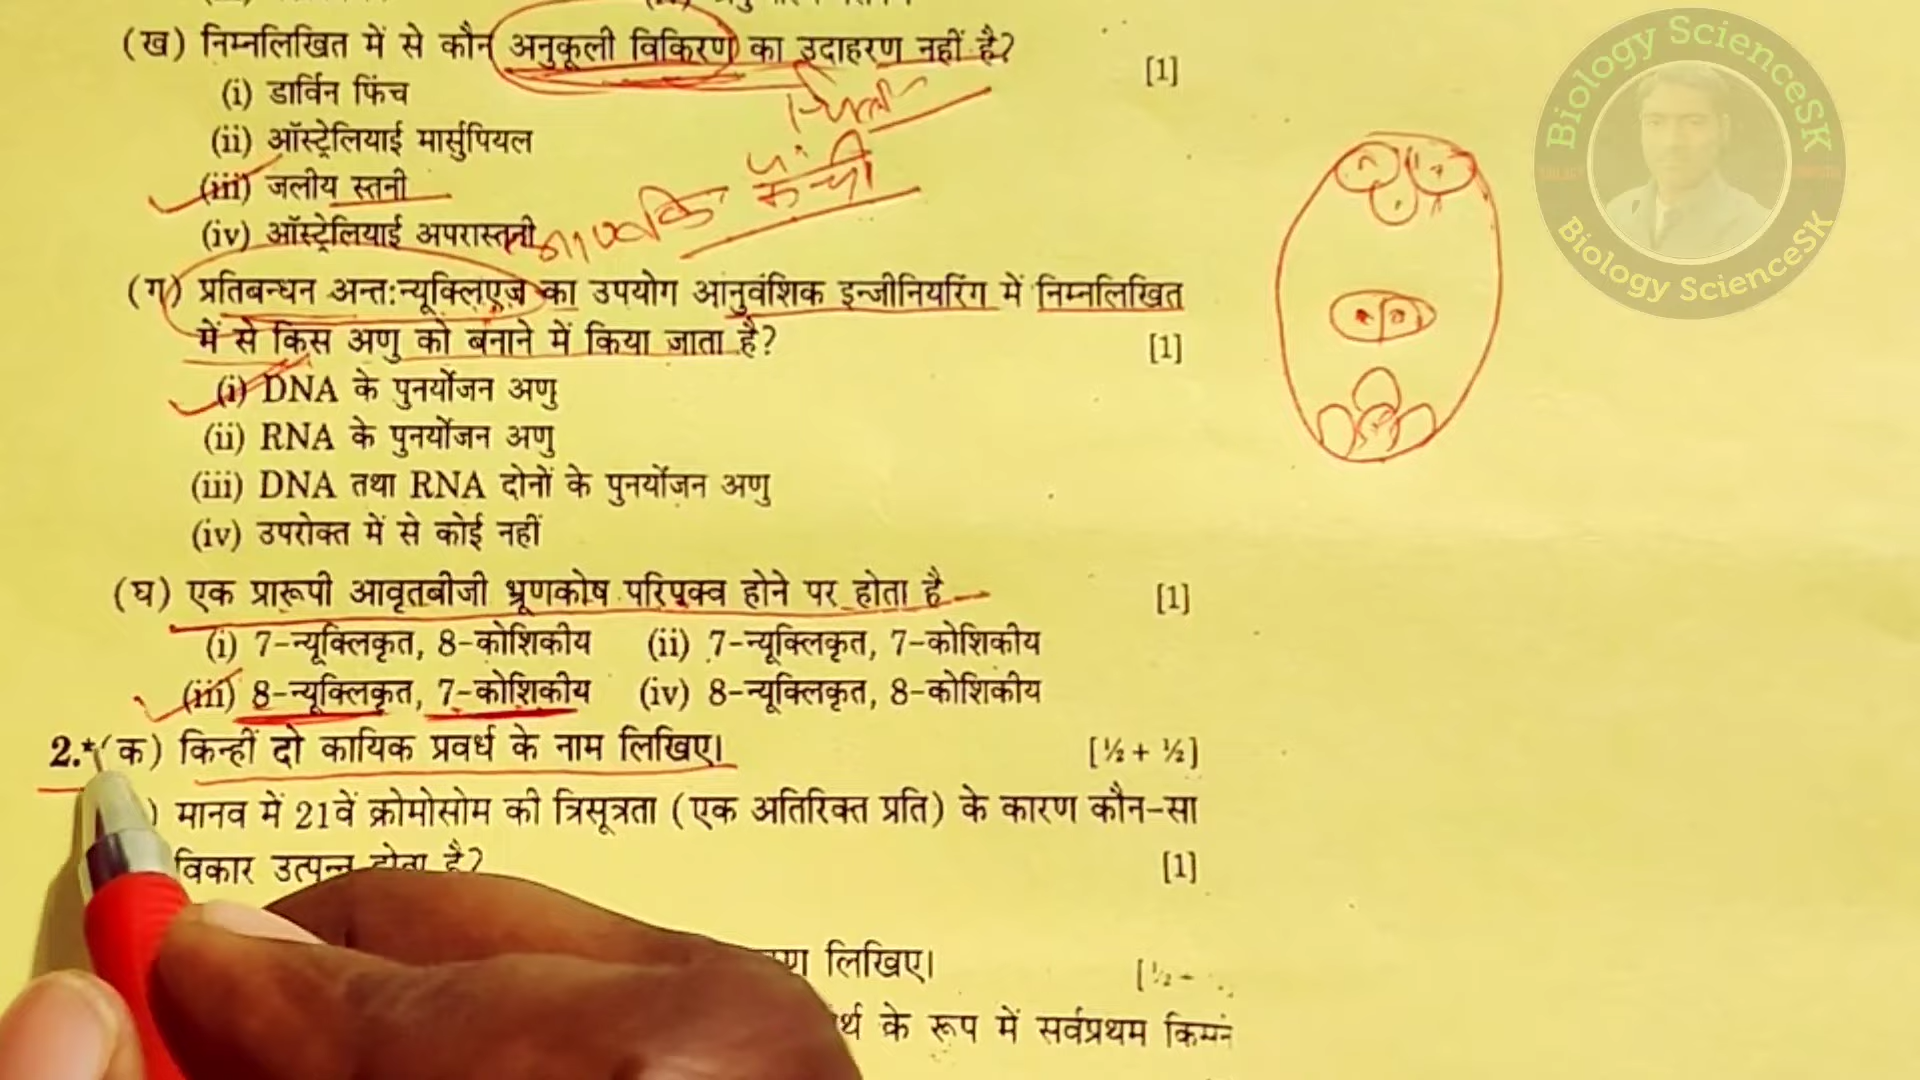 (ख) निम्नलिखित में से कौन अनुकूली विकिरण का उदाहरण नहीं है? [1]
(i) डार्विन फिंच
(ii) ऑस्ट्रेलियाई मार्सुपियल
(iii) जलीय स्तनी
(iv) ऑस्ट्रेलियाई अपरास्तनी
(ग) प्रतिबन्धन अन्तःन्यूक्लिएज का उपयोग आनुवंशिक इन्जीनियरिंग में निम्नलिखित
में से किस अणु को बनाने में किया जाता है? [1]
(i) DNA के पुनर्योजन अणु
(ii) RNA के पुनर्योजन अणु
(iii) DNA तथा RNA दोनों के पुनर्योजन अणु
(iv) उपरोक्त में से कोई नहीं
(घ) एक प्रारूपी आवृतबीजी भ्रूणकोष परिपक्व होने पर होता है [1]
(i) 7-न्यूक्लिकृत, 8-कोशिकीय (ii) 7-न्यूक्लिकृत, 7-कोशिकीय
(iii) 8-न्यूक्लिकृत, 7-कोशिकीय (iv) 8-न्यूक्लिकृत, 8-कोशिकीय
2.*(क) किन्हीं दो कायिक प्रवर्ध के नाम लिखिए। [½ + ½]
) मानव में 21वें क्रोमोसोम की त्रिसूत्रता (एक अतिरिक्त प्रति) के कारण कौन-सा
विकार उत्पन्न होता है? [1]
लिखिए। [½
के रूप में सर्वप्रथम
Biology ScienceSK
Biology ScienceSK